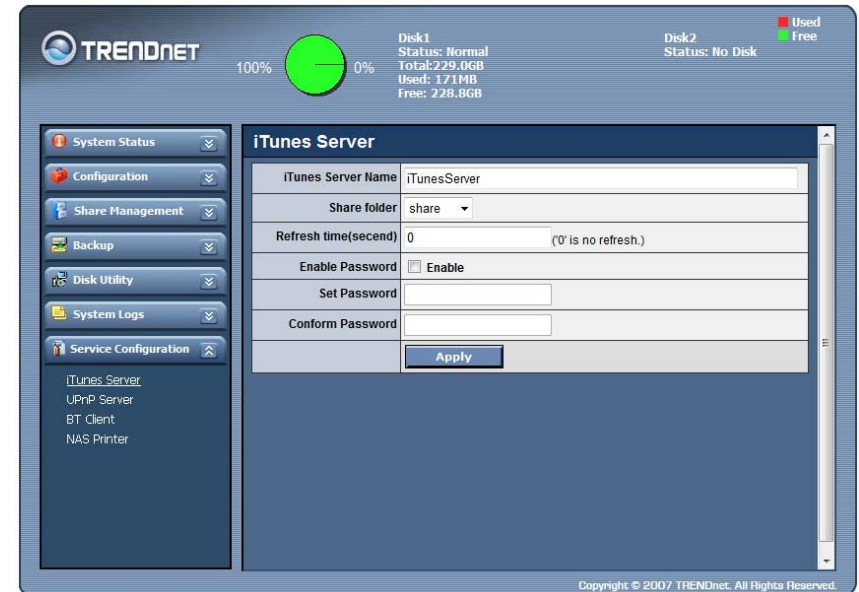 TRENDNET
100%
0%
Disk1
Status: Normal
Total:229.0GB
Used: 171MB
Free: 228.8GB
Disk2
Status: No Disk
Used
Free
System Status
Configuration
Share Management
Backup
Disk Utility
System Logs
Service Configuration
iTunes Server
UPnP Server
BT Client
NAS Printer
iTunes Server
iTunes Server Name iTunesServer
Share folder share
Refresh time(secend) 0 ('0' is no refresh.)
Enable Password Enable
Set Password
Conform Password
Apply
Copyright © 2007 TRENDnet. All Rights Reserved.